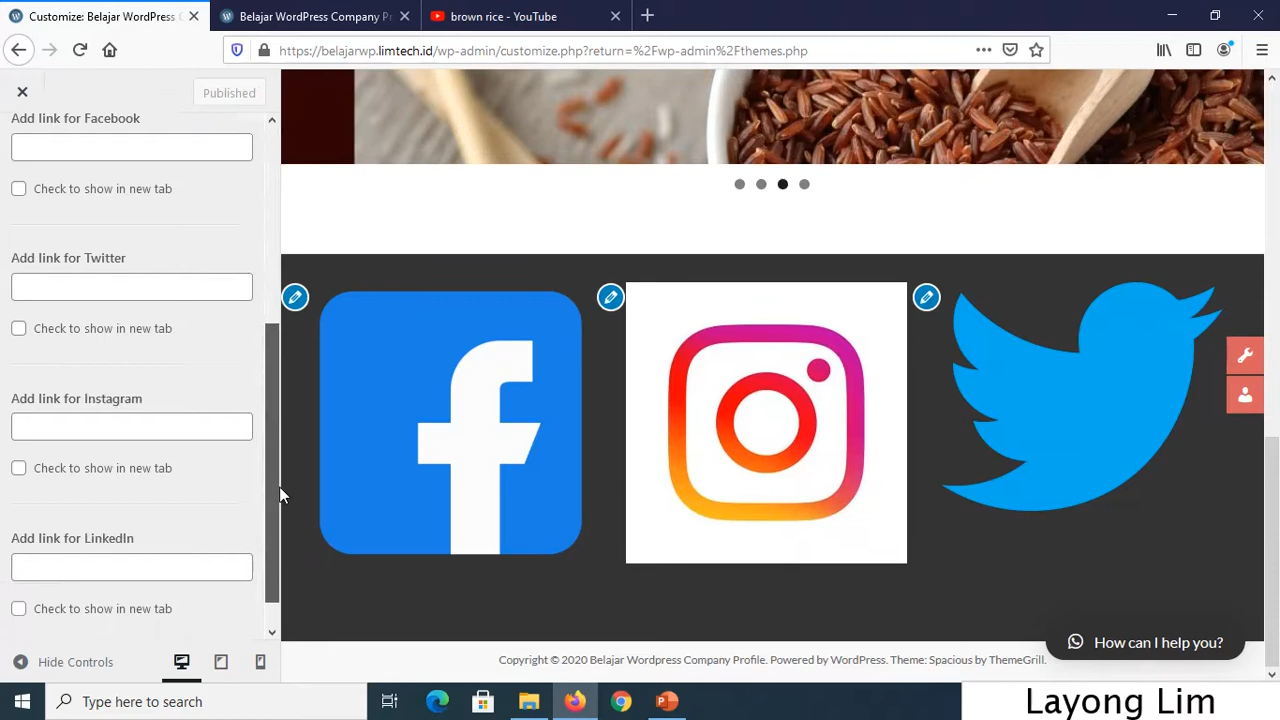 Customize: Belajar WordPress C
Belajar WordPress Company Pr
brown rice - YouTube
https://belajarwp.limtech.id/wp-admin/customize.php?return=%2Fwp-admin%2Fthemes.php
Published
Add link for Facebook
Check to show in new tab
Add link for Twitter
Check to show in new tab
Add link for Instagram
Check to show in new tab
Add link for LinkedIn
Check to show in new tab
Hide Controls
How can I help you?
Copyright © 2020 Belajar Wordpress Company Profile. Powered by WordPress. Theme: Spacious by ThemeGrill.
Type here to search
Layong Lim